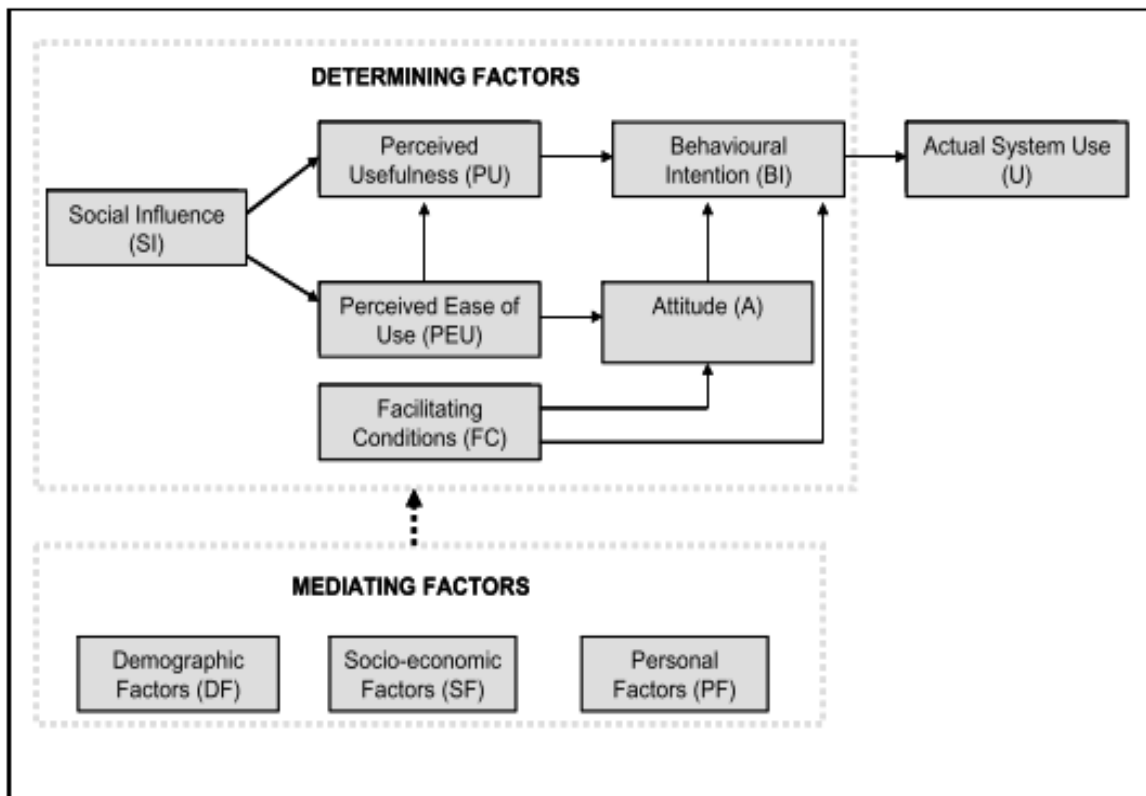 DETERMINING FACTORS
Perceived
Usefulness (PU)
Behavioural
Intention (BI)
Actual System Use
(U)
Social Influence
(SI)
Perceived Ease of
Use (PEU)
Attitude (A)
Facilitating
Conditions (FC)
MEDIATING FACTORS
Demographic
Factors (DF)
Socio-economic
Factors (SF)
Personal
Factors (PF)